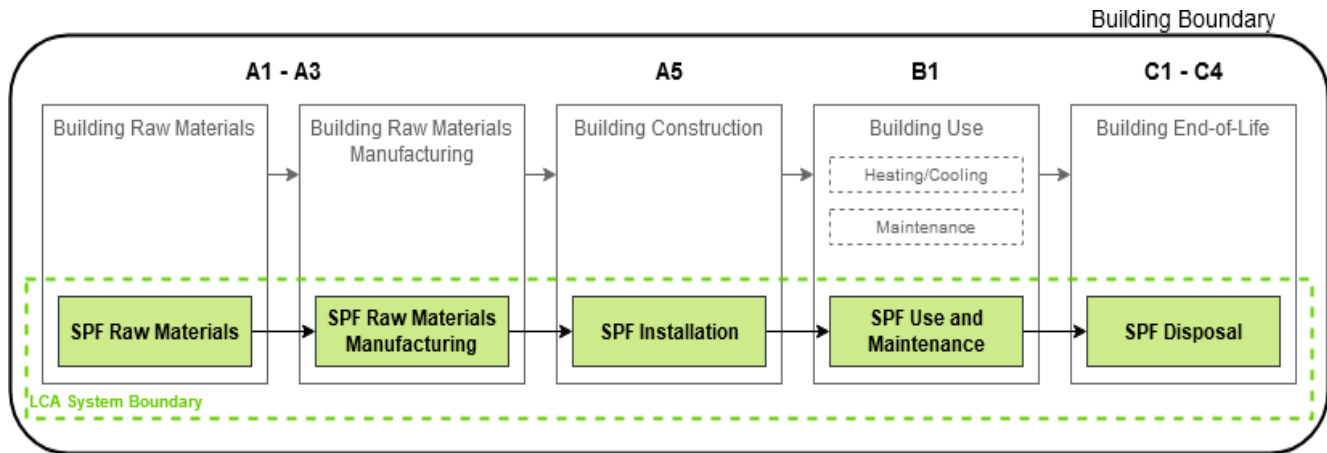 Building Boundary
A1 - A3
A5
B1
C1 - C4
Building Raw Materials
Building Raw Materials
Manufacturing
Building Construction
Building Use
Building End-of-Life
Heating/Cooling
Maintenance
SPF Raw Materials
SPF Raw Materials
Manufacturing
SPF Installation
SPF Use and
Maintenance
SPF Disposal
LCA System Boundary